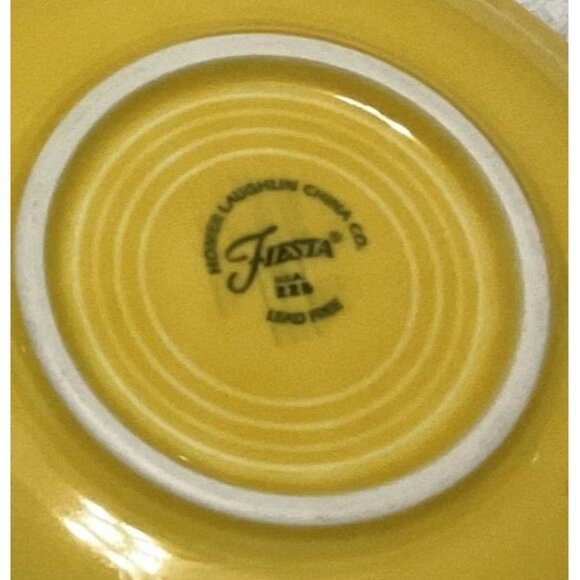 HOMER LAUGHLIN CHINA CO.
FIESTA®
USA
LEAD FREE